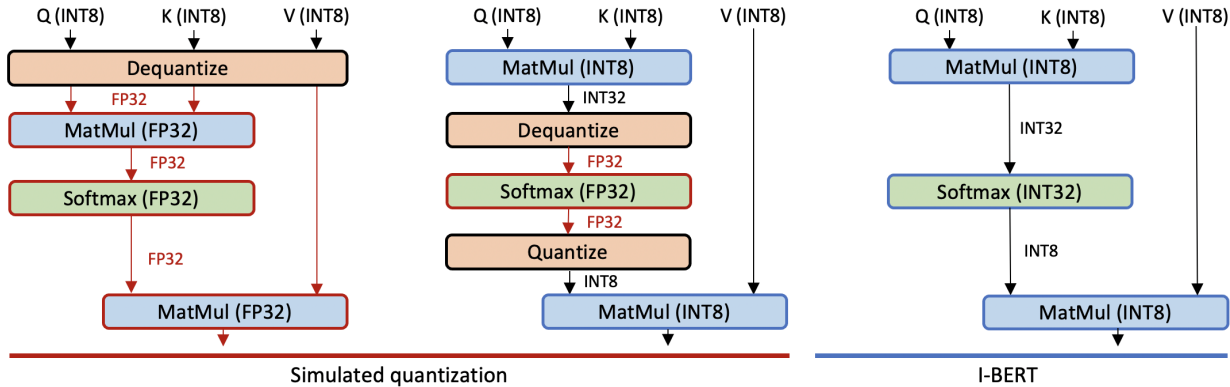 Q (INT8) K (INT8) V (INT8)
Dequantize
FP32
MatMul (FP32)
FP32
Softmax (FP32)
FP32
MatMul (FP32)
Q (INT8) K (INT8) V (INT8)
MatMul (INT8)
INT32
Dequantize
FP32
Softmax (FP32)
FP32
Quantize
INT8
MatMul (INT8)
Simulated quantization
Q (INT8) K (INT8) V (INT8)
MatMul (INT8)
INT32
Softmax (INT32)
INT8
MatMul (INT8)
I-BERT